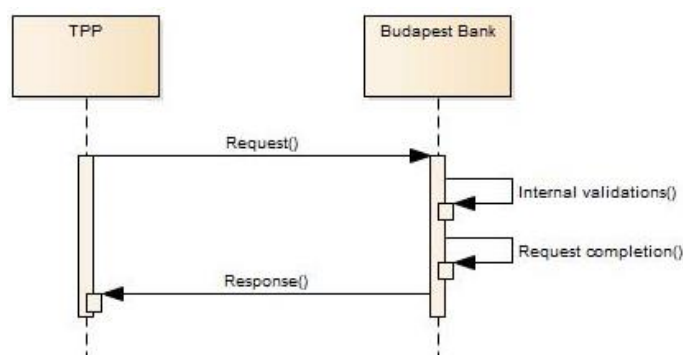 TPP
Budapest Bank
Request()
Internal validations()
Request completion()
Response()